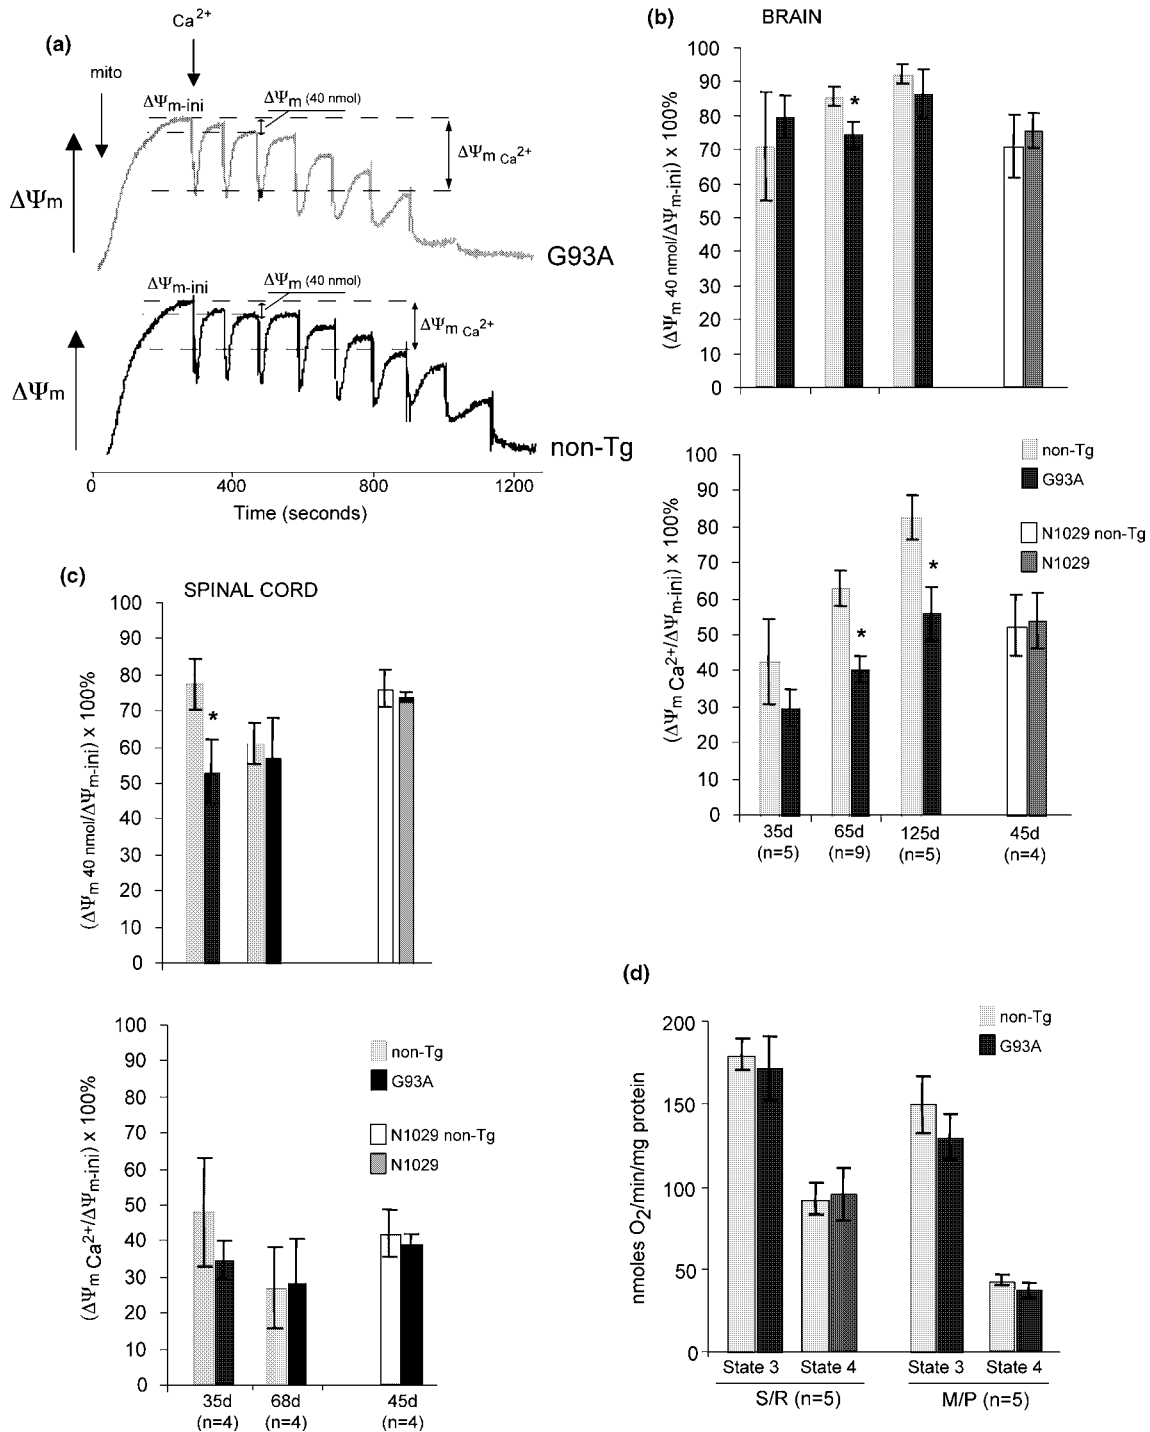 (a)
Ca2+
mito
ΔΨm-ini
ΔΨm (40 nmol)
ΔΨm Ca2+
ΔΨm
G93A
ΔΨm-ini
ΔΨm (40 nmol)
ΔΨm Ca2+
ΔΨm
non-Tg
0 400 800 1200
Time (seconds)
(b) BRAIN
(ΔΨm 40 nmol/ΔΨm-ini) x 100%
100
90
80
70
60
50
40
30
20
10
0
*
(ΔΨm Ca2+/ΔΨm-ini) x 100%
100
90
80
70
60
50
40
30
20
10
0
*
*
non-Tg
G93A
N1029 non-Tg
N1029
35d 65d 125d 45d
(n=5) (n=9) (n=5) (n=4)
(c) SPINAL CORD
(ΔΨm 40 nmol/ΔΨm-ini) x 100%
100
80
70
60
50
40
30
20
10
0
*
(ΔΨm Ca2+/ΔΨm-ini) x 100%
100
90
80
70
60
50
40
30
20
10
0
non-Tg
G93A
N1029 non-Tg
N1029
35d 68d 45d
(n=4) (n=4) (n=4)
(d)
nmoles O2/min/mg protein
200
150
100
50
0
non-Tg
G93A
State 3 State 4 State 3 State 4
S/R (n=5) M/P (n=5)